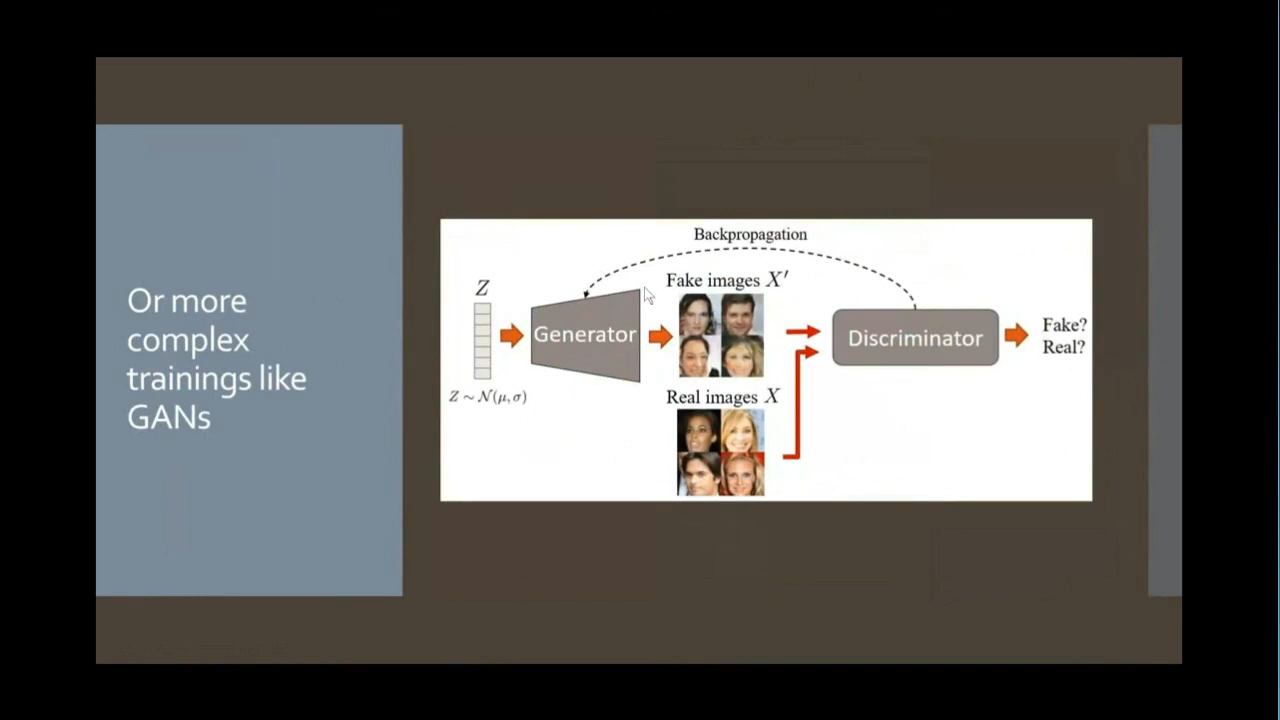 Or more
complex
trainings like
GANs
Backpropagation
Z
Fake images X′
Generator
Discriminator
Fake?
Real?
Z ~ N(μ, σ)
Real images X